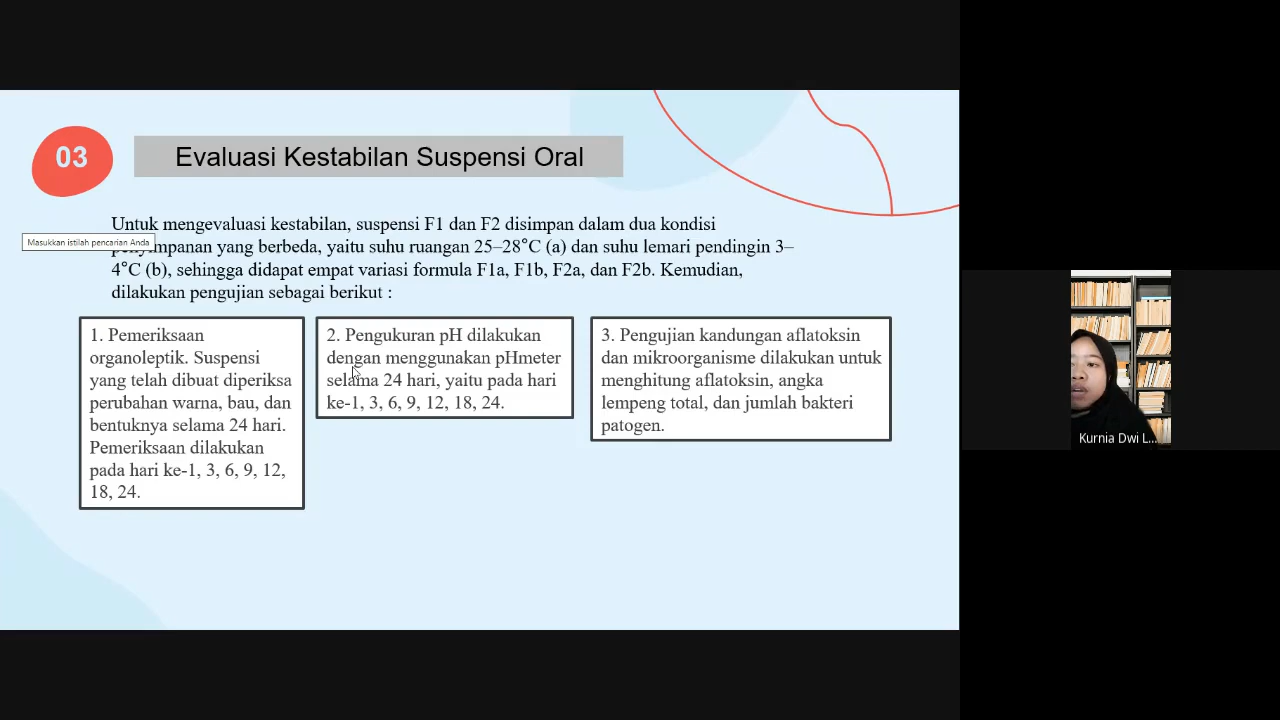 03
Evaluasi Kestabilan Suspensi Oral
Untuk mengevaluasi kestabilan, suspensi F1 dan F2 disimpan dalam dua kondisi
Masukkan istilah pencarian Anda
penyimpanan yang berbeda, yaitu suhu ruangan 25–28°C (a) dan suhu lemari pendingin 3–
4°C (b), sehingga didapat empat variasi formula F1a, F1b, F2a, dan F2b. Kemudian,
dilakukan pengujian sebagai berikut :
1. Pemeriksaan
organoleptik. Suspensi
yang telah dibuat diperiksa
perubahan warna, bau, dan
bentuknya selama 24 hari.
Pemeriksaan dilakukan
pada hari ke-1, 3, 6, 9, 12,
18, 24.
2. Pengukuran pH dilakukan
dengan menggunakan pHmeter
selama 24 hari, yaitu pada hari
ke-1, 3, 6, 9, 12, 18, 24.
3. Pengujian kandungan aflatoksin
dan mikroorganisme dilakukan untuk
menghitung aflatoksin, angka
lempeng total, dan jumlah bakteri
patogen.
Kurnia Dwi L...